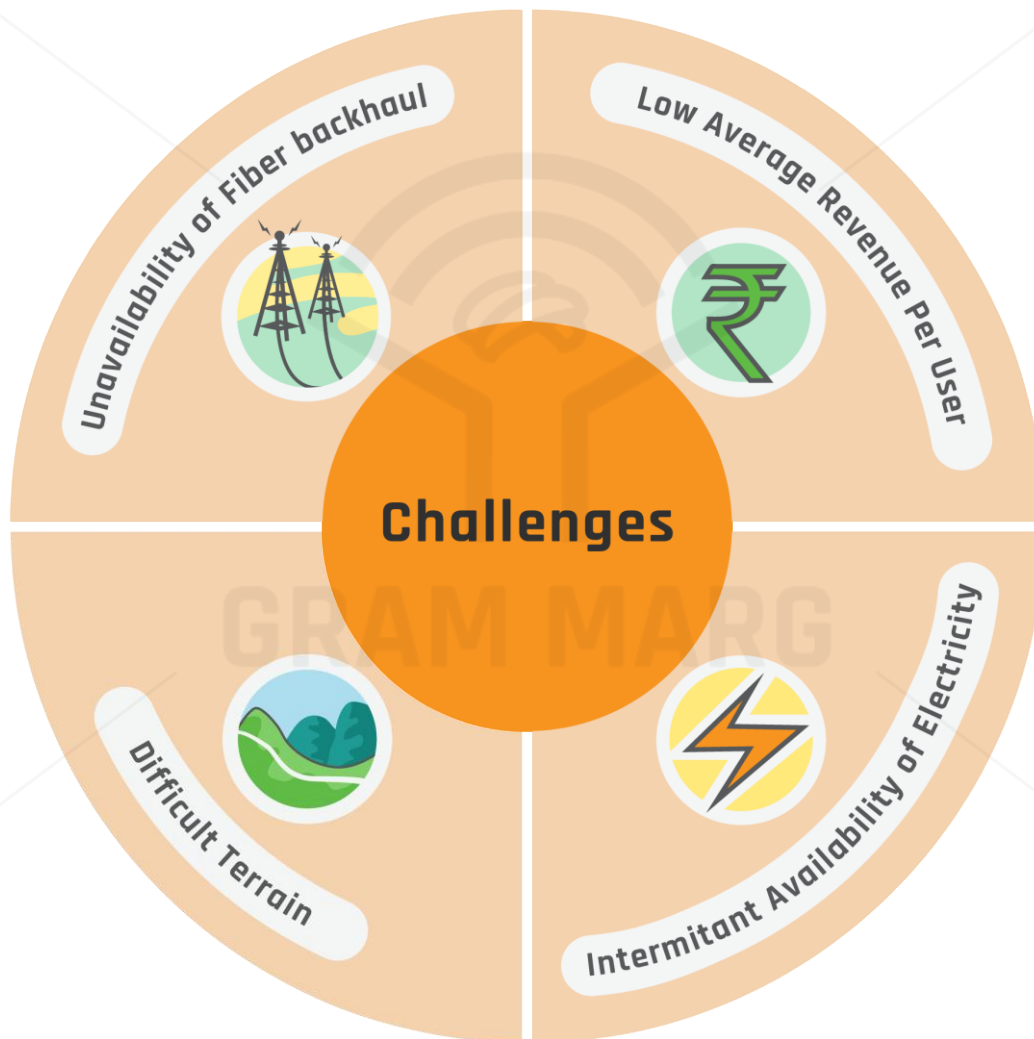 Unavailability of Fiber backhaul
Low Average Revenue Per User
Challenges
GRAM MARG
Difficult Terrain
Intermitant Availability of Electricity